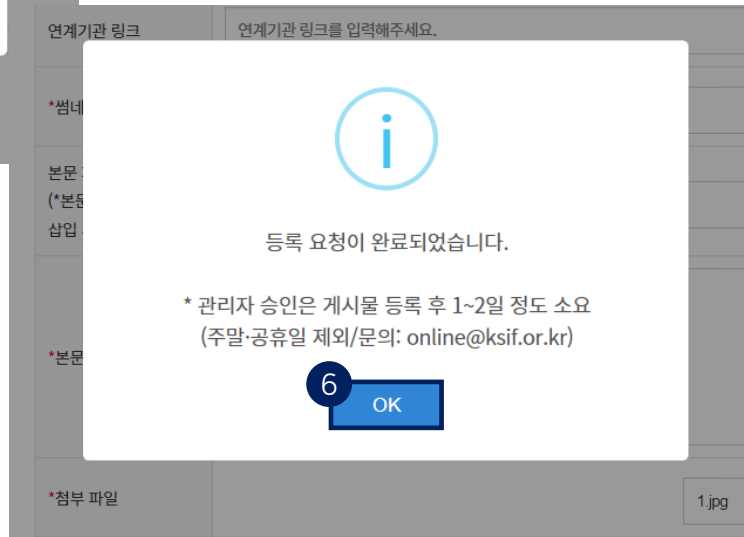 연계기관 링크
연계기관 링크를 입력해주세요.
*썸네
본문
(*본문
삽입
*본문
등록 요청이 완료되었습니다.
* 관리자 승인은 게시물 등록 후 1~2일 정도 소요
(주말·공휴일 제외/문의: online@ksif.or.kr)
6
OK
*첨부 파일
1.jpg